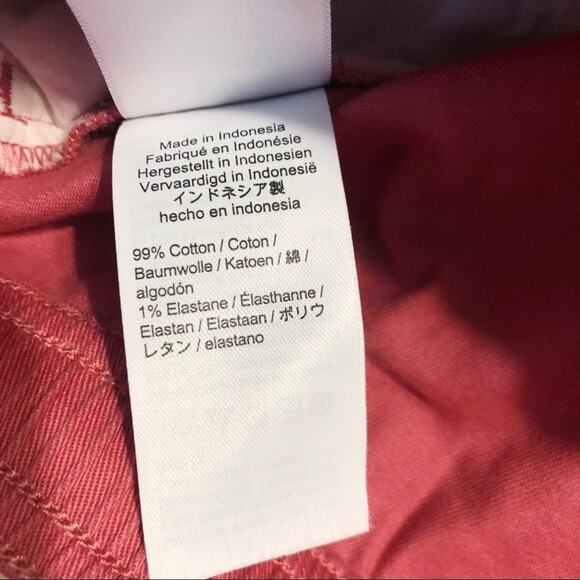 Made in Indonesia
Fabriqué en Indonésie
Hergestellt in Indonesien
Vervaardigd in Indonesië
インドネシア製
hecho en indonesia
99% Cotton / Coton /
Baumwolle / Katoen / 綿 /
algodón
1% Elastane / Élasthanne /
Elastan / Elastaan / ポリウ
レタン / elastano